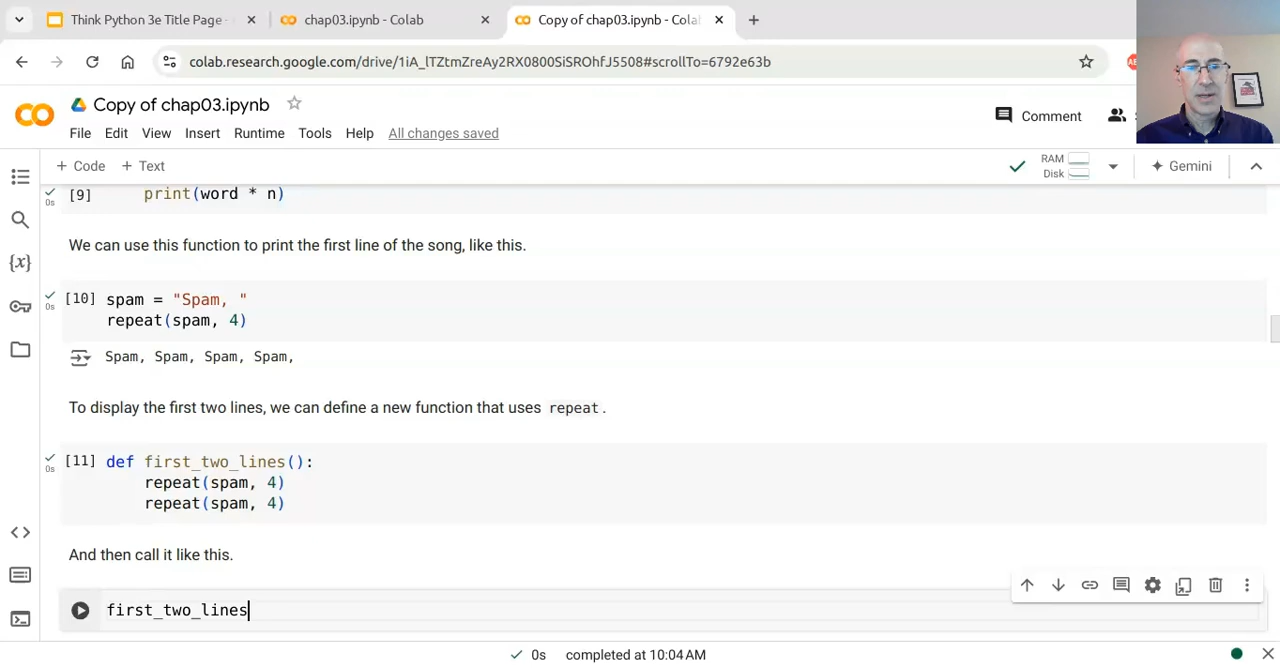 Think Python 3e Title Page -
chap03.ipynb - Colab
Copy of chap03.ipynb - Cola
colab.research.google.com/drive/1iA_lTZtmZreAy2RX0800SiSROhfJ5508#scrollTo=6792e63b
Copy of chap03.ipynb
File Edit View Insert Runtime Tools Help All changes saved
Comment
+ Code + Text
RAM
Disk
Gemini
[9] print(word * n)
0s
We can use this function to print the first line of the song, like this.
[10] spam = "Spam, "
0s
repeat(spam, 4)
Spam, Spam, Spam, Spam,
To display the first two lines, we can define a new function that uses repeat.
[11] def first_two_lines():
0s
repeat(spam, 4)
repeat(spam, 4)
And then call it like this.
first_two_lines
0s completed at 10:04 AM